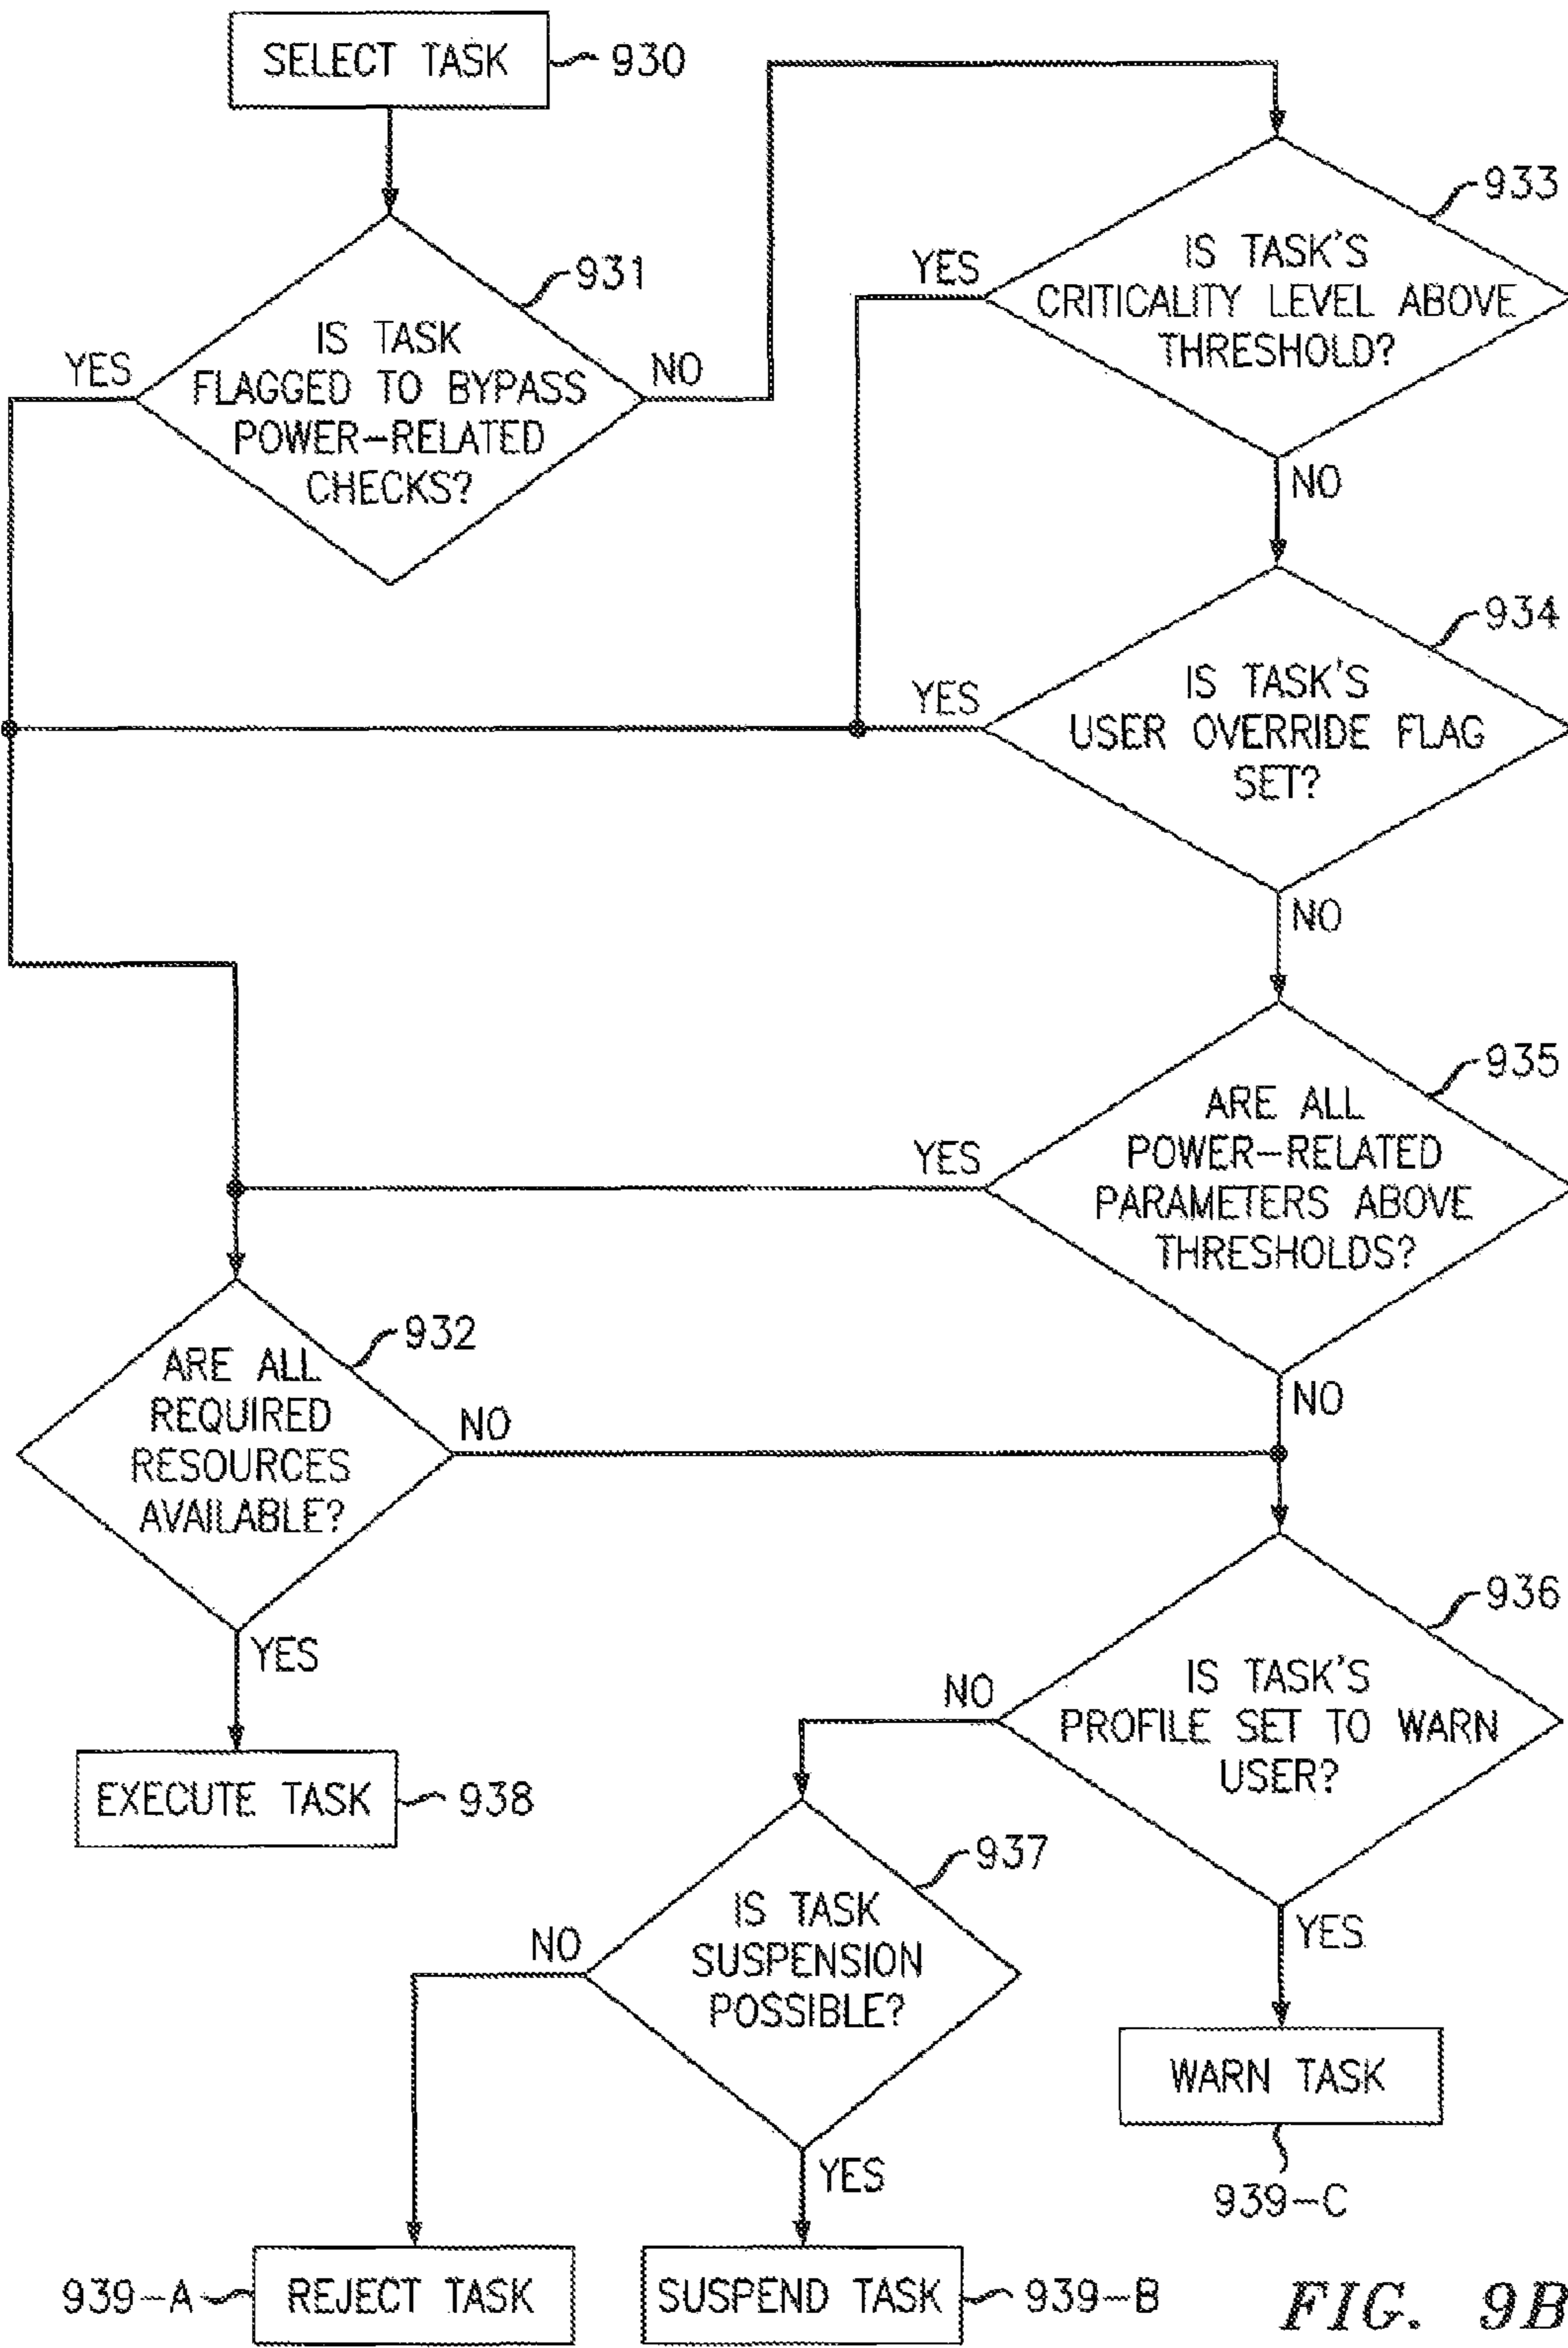 SELECT TASK
930
931
IS TASK
FLAGGED TO BYPASS
POWER-RELATED
CHECKS?
YES
NO
933
IS TASK'S
CRITICALITY LEVEL ABOVE
THRESHOLD?
YES
NO
934
IS TASK'S
USER OVERRIDE FLAG
SET?
YES
NO
935
ARE ALL
POWER-RELATED
PARAMETERS ABOVE
THRESHOLDS?
YES
NO
932
ARE ALL
REQUIRED
RESOURCES
AVAILABLE?
NO
YES
EXECUTE TASK
938
936
IS TASK'S
PROFILE SET TO WARN
USER?
NO
YES
937
IS TASK
SUSPENSION
POSSIBLE?
NO
YES
WARN TASK
939-C
939-A
REJECT TASK
SUSPEND TASK
939-B
FIG. 9B